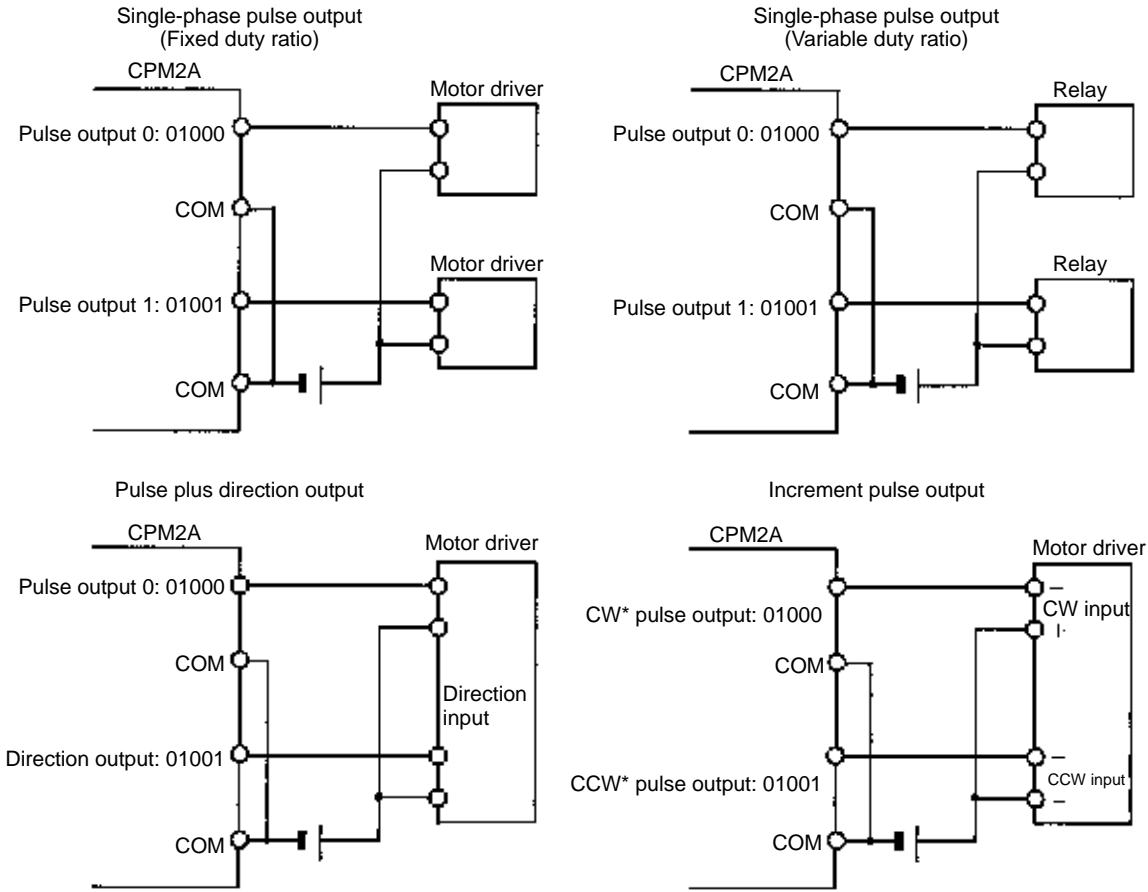 Single-phase pulse output
(Fixed duty ratio)
CPM2A
Motor driver
Pulse output 0: 01000
COM
Motor driver
Pulse output 1: 01001
COM
Single-phase pulse output
(Variable duty ratio)
CPM2A
Relay
Pulse output 0: 01000
COM
Relay
Pulse output 1: 01001
COM
Pulse plus direction output
CPM2A
Motor driver
Pulse output 0: 01000
COM
Direction
input
Direction output: 01001
COM
Increment pulse output
CPM2A
Motor driver
CW* pulse output: 01000
CW input
COM
CCW* pulse output: 01001
CCW input
COM